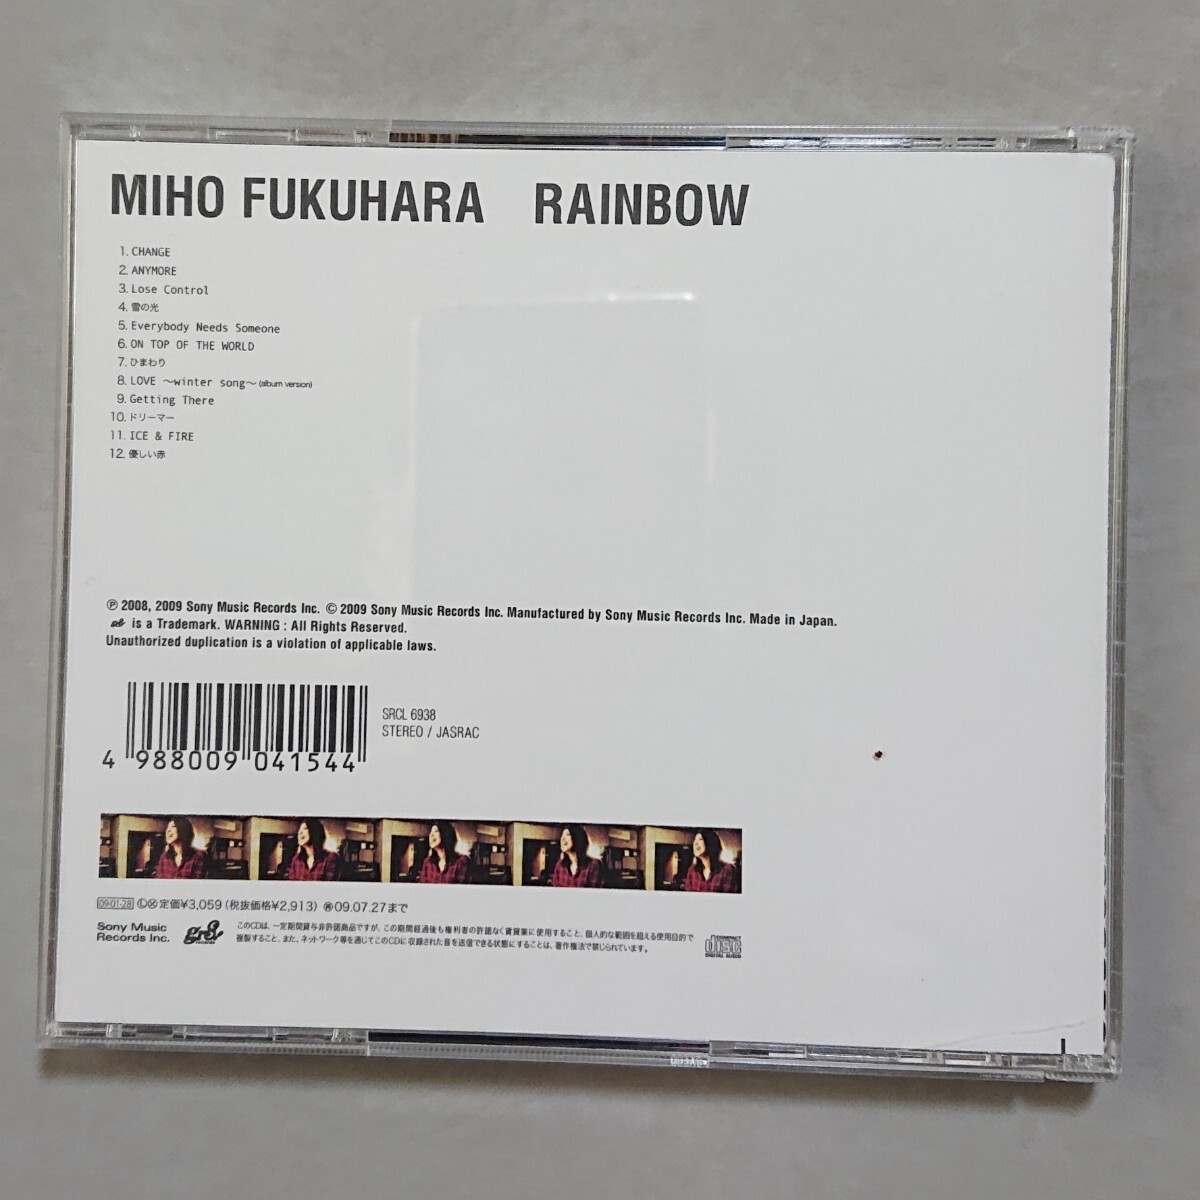 MIHO FUKUHARA RAINBOW
1. CHANGE
2. ANYMORE
3. Lose Control
4. 雪の光
5. Everybody Needs Someone
6. ON TOP OF THE WORLD
7. ひまわり
8. LOVE 〜winter song〜 (album version)
9. Getting There
10. ドリーマー
11. ICE & FIRE
12. 優しい赤
Ⓟ 2008, 2009 Sony Music Records Inc. © 2009 Sony Music Records Inc. Manufactured by Sony Music Records Inc. Made in Japan.
is a Trademark. WARNING : All Rights Reserved.
Unauthorized duplication is a violation of applicable laws.
SRCL 6938
STEREO / JASRAC
4 988009 041544
09·01·28 定価¥3,059 (税抜価格¥2,913) 09.07.27まで
Sony Music
Records Inc.
gr8!
このCDは、一定期間貸与非許諾商品ですが、この期間経過後も権利者の許諾なく賃貸業に使用すること、個人的な範囲を超える使用目的で
複製すること、また、ネットワーク等を通じてこのCDに収録された音を送信できる状態にすることは、著作権法で禁じられています。
COMPACT
disc
DIGITAL AUDIO